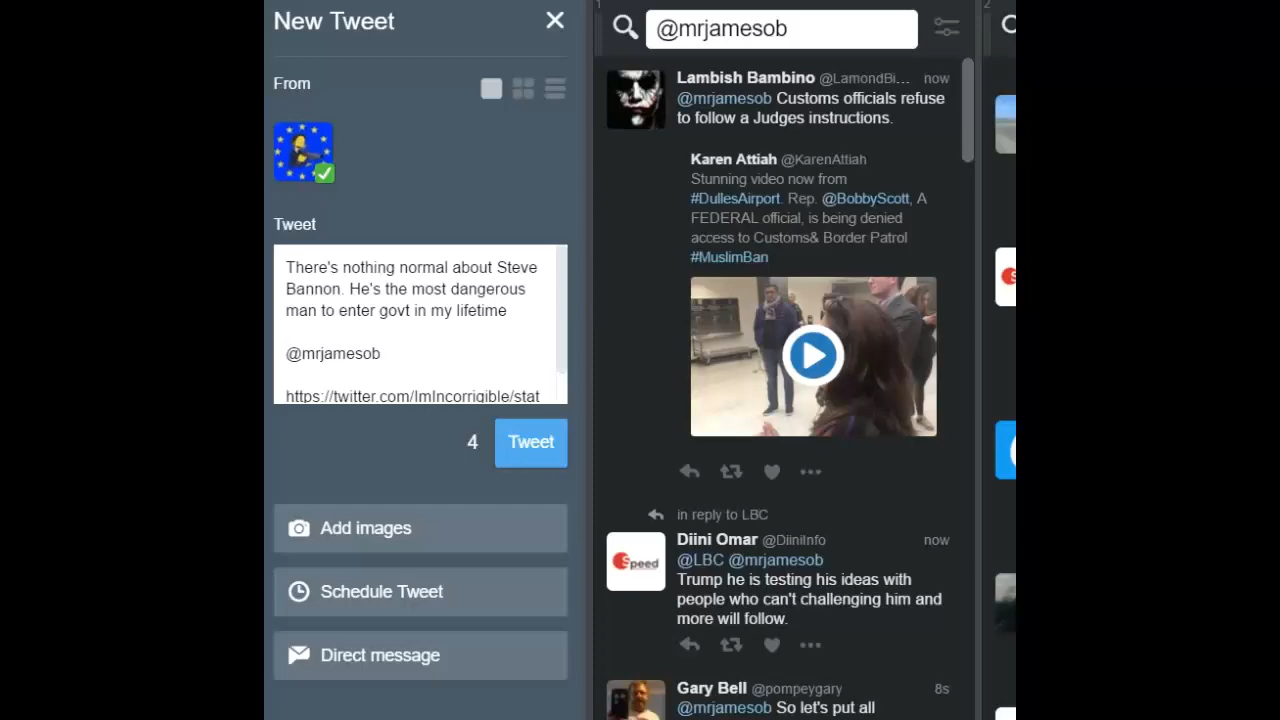 New Tweet
From
Tweet
There's nothing normal about Steve
Bannon. He's the most dangerous
man to enter govt in my lifetime
@mrjamesob
https://twitter.com/ImIncorrigible/stat
4
Tweet
Add images
Schedule Tweet
Direct message
1
@mrjamesob
Lambish Bambino @LamondBi... now
@mrjamesob Customs officials refuse
to follow a Judges instructions.
Karen Attiah @KarenAttiah
Stunning video now from
#DullesAirport. Rep. @BobbyScott, A
FEDERAL official, is being denied
access to Customs& Border Patrol
#MuslimBan
in reply to LBC
Speed
Diini Omar @DiiniInfo now
@LBC @mrjamesob
Trump he is testing his ideas with
people who can't challenging him and
more will follow.
Gary Bell @pompeygary 8s
@mrjamesob So let's put all
2